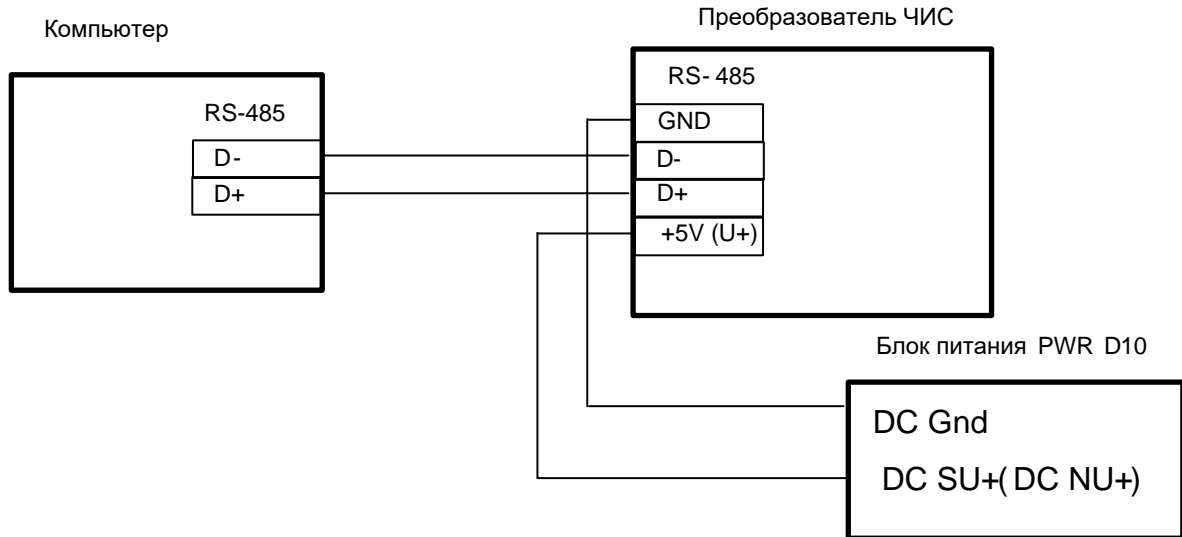 Компьютер
Преобразователь ЧИС
RS-485
D-
D+
RS- 485
GND
D-
D+
+5V (U+)
Блок питания PWR D10
DC Gnd
DC SU+( DC NU+)